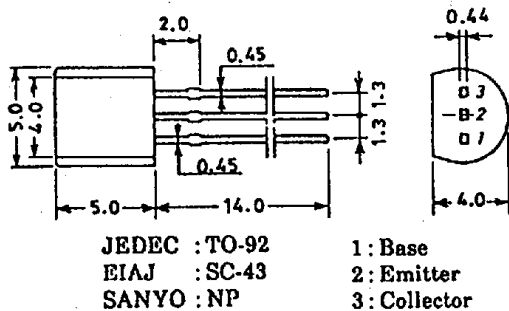 0.44
2.0
0.45
5.0
4.0
1.3
1.3
3
2
1
0.45
5.0
14.0
4.0
JEDEC : TO-92
EIAJ : SC-43
SANYO : NP
1 : Base
2 : Emitter
3 : Collector